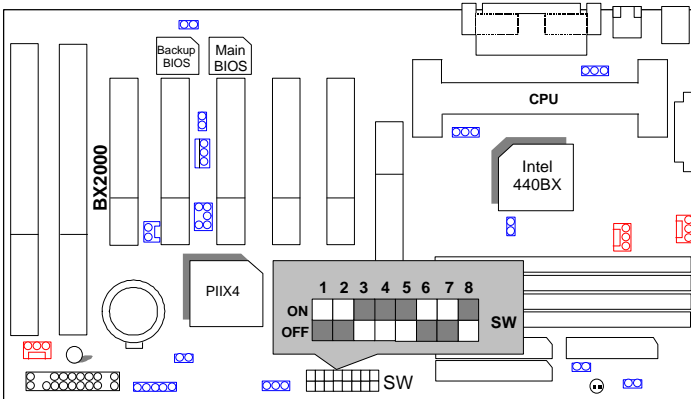 Backup
BIOS
Main
BIOS
CPU
BX2000
Intel
440BX
PIIX4
1 2 3 4 5 6 7 8
ON
OFF
SW
SW